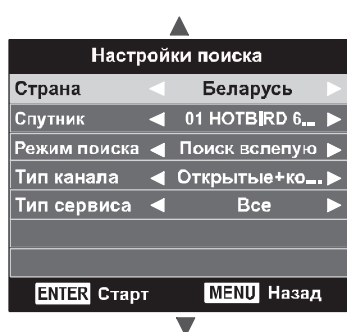 Настройки поиска
Страна Беларусь
Спутник 01 HOTBIRD 6...
Режим поиска Поиск вслепую
Тип канала Открытые+ко...
Тип сервиса Все
ENTER Старт MENU Назад